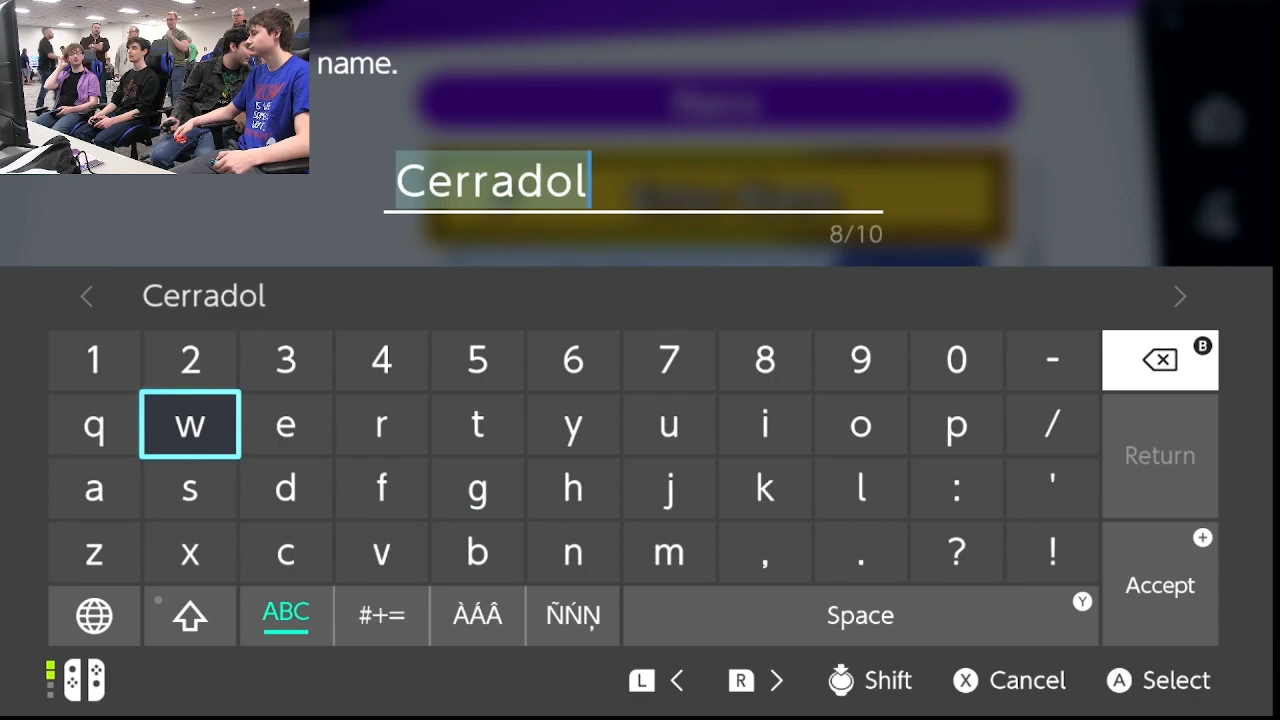 name.
Cerradol
8/10
Cerradol
1 2 3 4 5 6 7 8 9 0 - B
q w e r t y u i o p /
Return
a s d f g h j k l : '
z x c v b n m , . ? ! +
Accept
ABC #+= ÀÁÂ ÑŃŅ Space Y
L < R > Shift X Cancel A Select